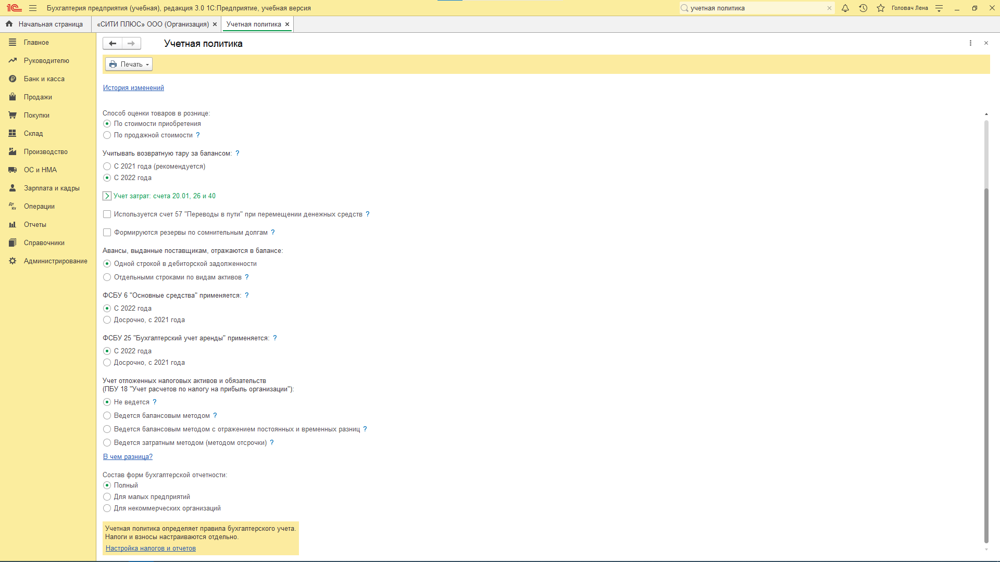 1С Бухгалтерия предприятия (учебная), редакция 3.0 1С:Предприятие, учебная версия
учетная политика
Головач Лена
Начальная страница
«СИТИ ПЛЮС» ООО (Организация)
Учетная политика
Главное
Руководителю
Банк и касса
Продажи
Покупки
Склад
Производство
ОС и НМА
Зарплата и кадры
Дт Кт Операции
Отчеты
Справочники
Администрирование
Учетная политика
Печать
История изменений
Способ оценки товаров в рознице:
По стоимости приобретения
По продажной стоимости ?
Учитывать возвратную тару за балансом: ?
С 2021 года (рекомендуется)
С 2022 года
Учет затрат: счета 20.01, 26 и 40
Используется счет 57 "Переводы в пути" при перемещении денежных средств ?
Формируются резервы по сомнительным долгам ?
Авансы, выданные поставщикам, отражаются в балансе:
Одной строкой в дебиторской задолженности
Отдельными строками по видам активов ?
ФСБУ 6 "Основные средства" применяется: ?
С 2022 года
Досрочно, с 2021 года
ФСБУ 25 "Бухгалтерский учет аренды" применяется: ?
С 2022 года
Досрочно, с 2021 года
Учет отложенных налоговых активов и обязательств
(ПБУ 18 "Учет расчетов по налогу на прибыль организации"):
Не ведется ?
Ведется балансовым методом ?
Ведется балансовым методом с отражением постоянных и временных разниц ?
Ведется затратным методом (методом отсрочки) ?
В чем разница?
Состав форм бухгалтерской отчетности:
Полный
Для малых предприятий
Для некоммерческих организаций
Учетная политика определяет правила бухгалтерского учета.
Налоги и взносы настраиваются отдельно.
Настройка налогов и отчетов